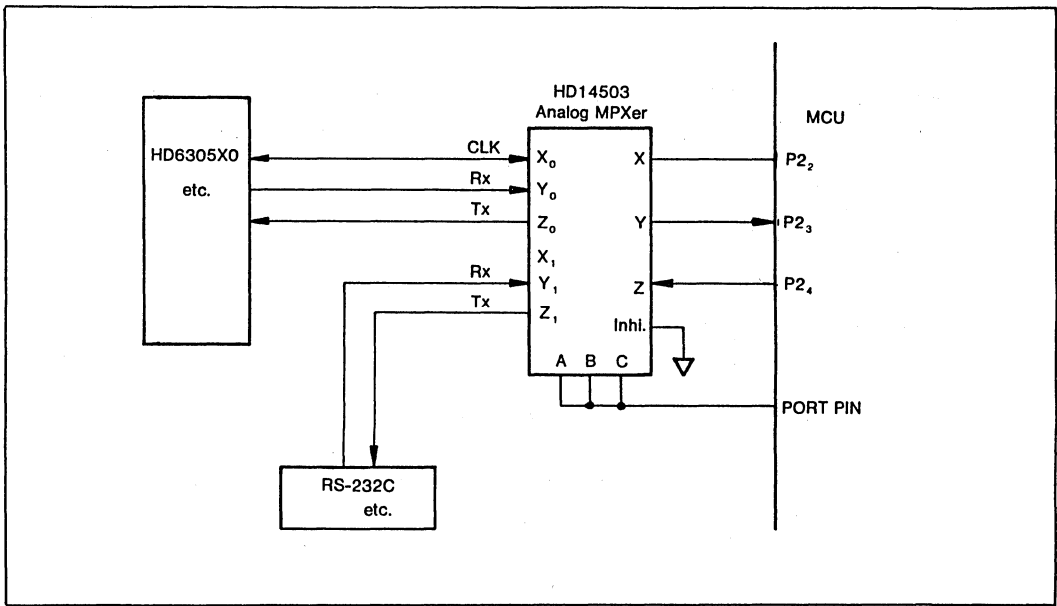 HD14503
Analog MPXer
MCU
HD6305X0
etc.
CLK
Rx
Tx
Rx
Tx
X₀
Y₀
Z₀
X₁
Y₁
Z₁
X
Y
Z
Inhi.
A B C
P2₂
P2₃
P2₄
PORT PIN
RS-232C
etc.